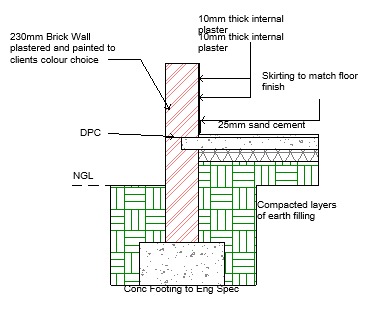 10mm thick internal
plaster
230mm Brick Wall
plastered and painted to
clients colour choice
10mm thick internal
plaster
Skirting to match floor
finish
25mm sand cement
DPC
NGL
Compacted layers
of earth filling
Conc Footing to Eng Spec